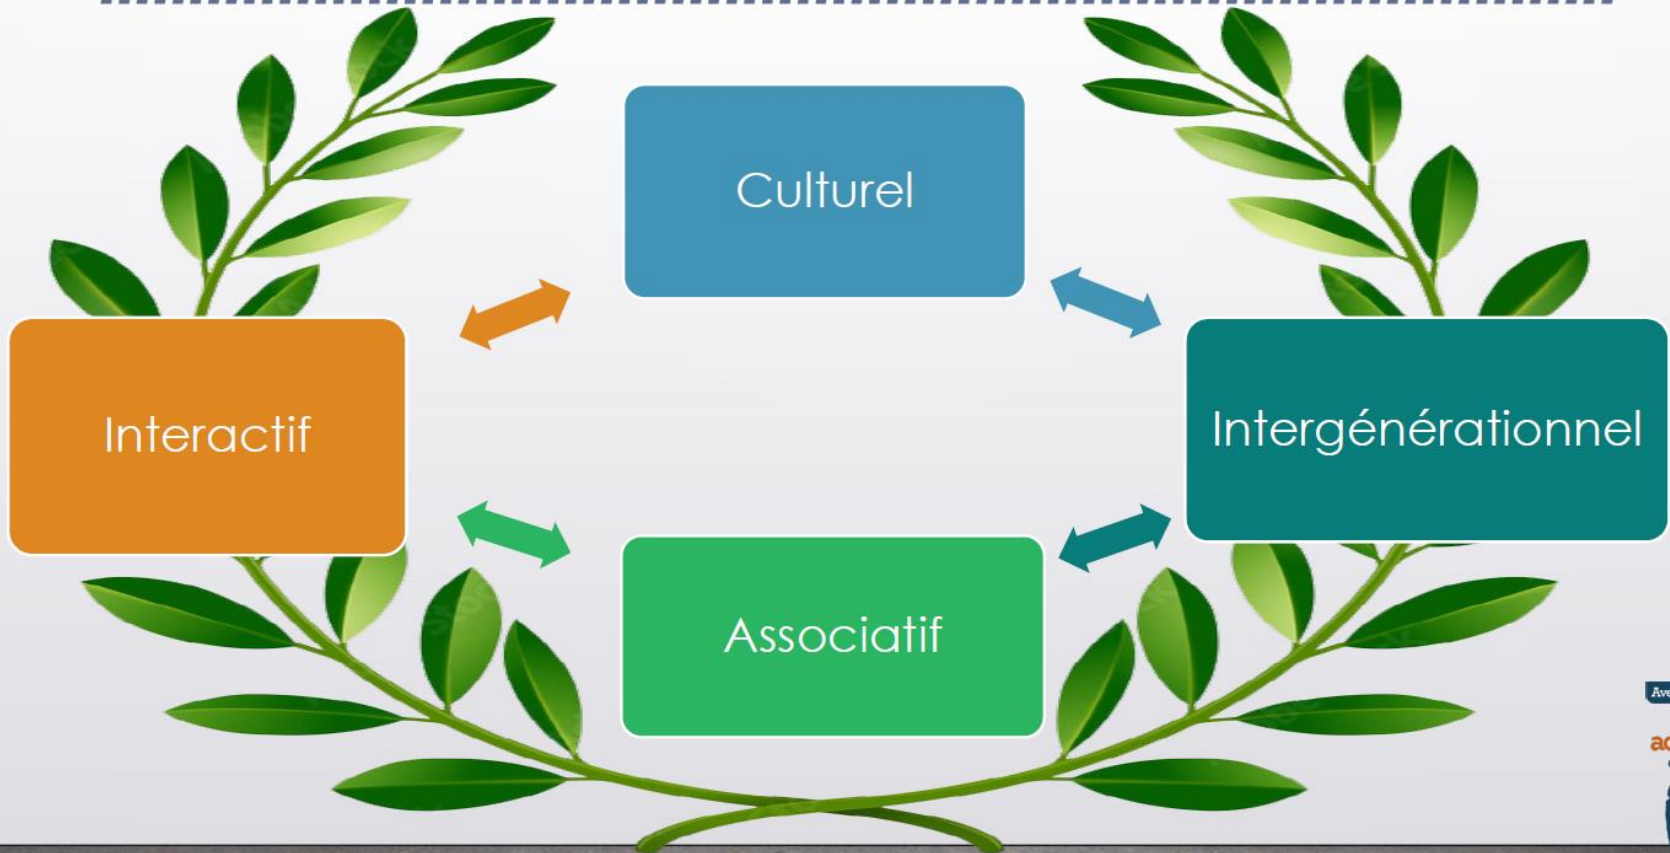 Culturel
Interactif
Intergénérationnel
Associatif